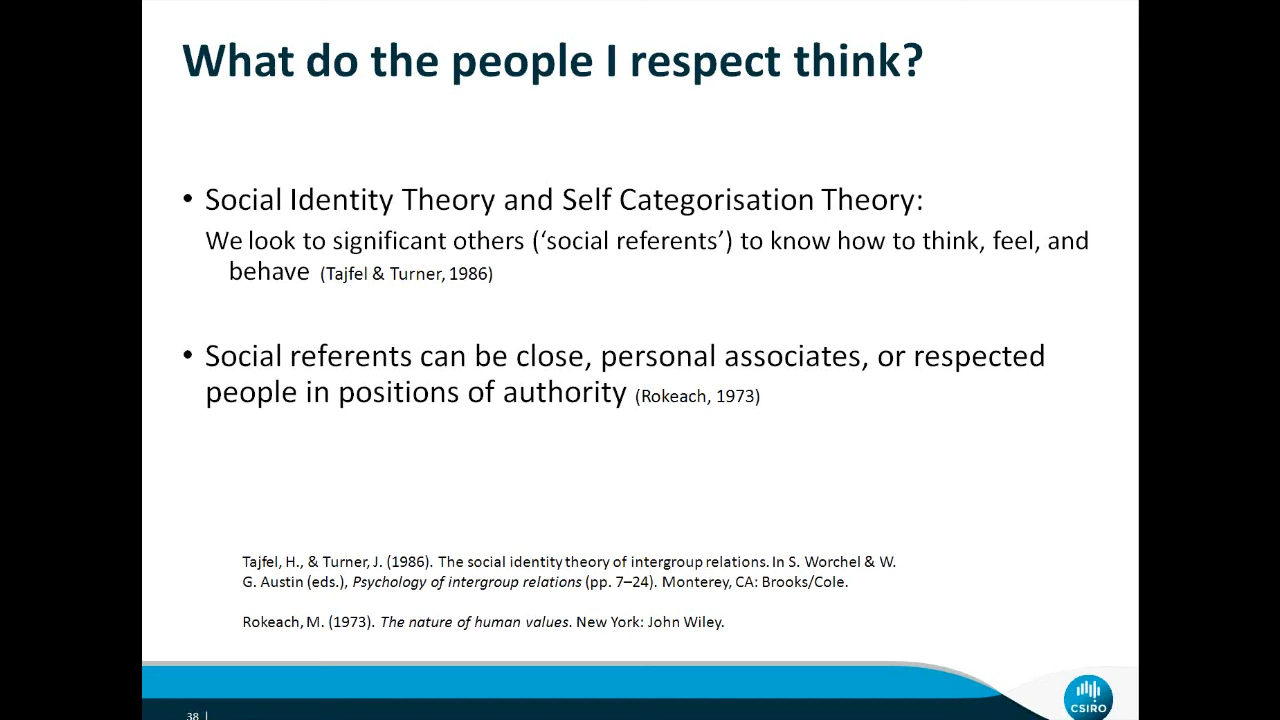 What do the people I respect think?
• Social Identity Theory and Self Categorisation Theory:
We look to significant others (‘social referents’) to know how to think, feel, and
behave (Tajfel & Turner, 1986)
• Social referents can be close, personal associates, or respected
people in positions of authority (Rokeach, 1973)
Tajfel, H., & Turner, J. (1986). The social identity theory of intergroup relations. In S. Worchel & W.
G. Austin (eds.), Psychology of intergroup relations (pp. 7–24). Monterey, CA: Brooks/Cole.
Rokeach, M. (1973). The nature of human values. New York: John Wiley.
38 |
CSIRO